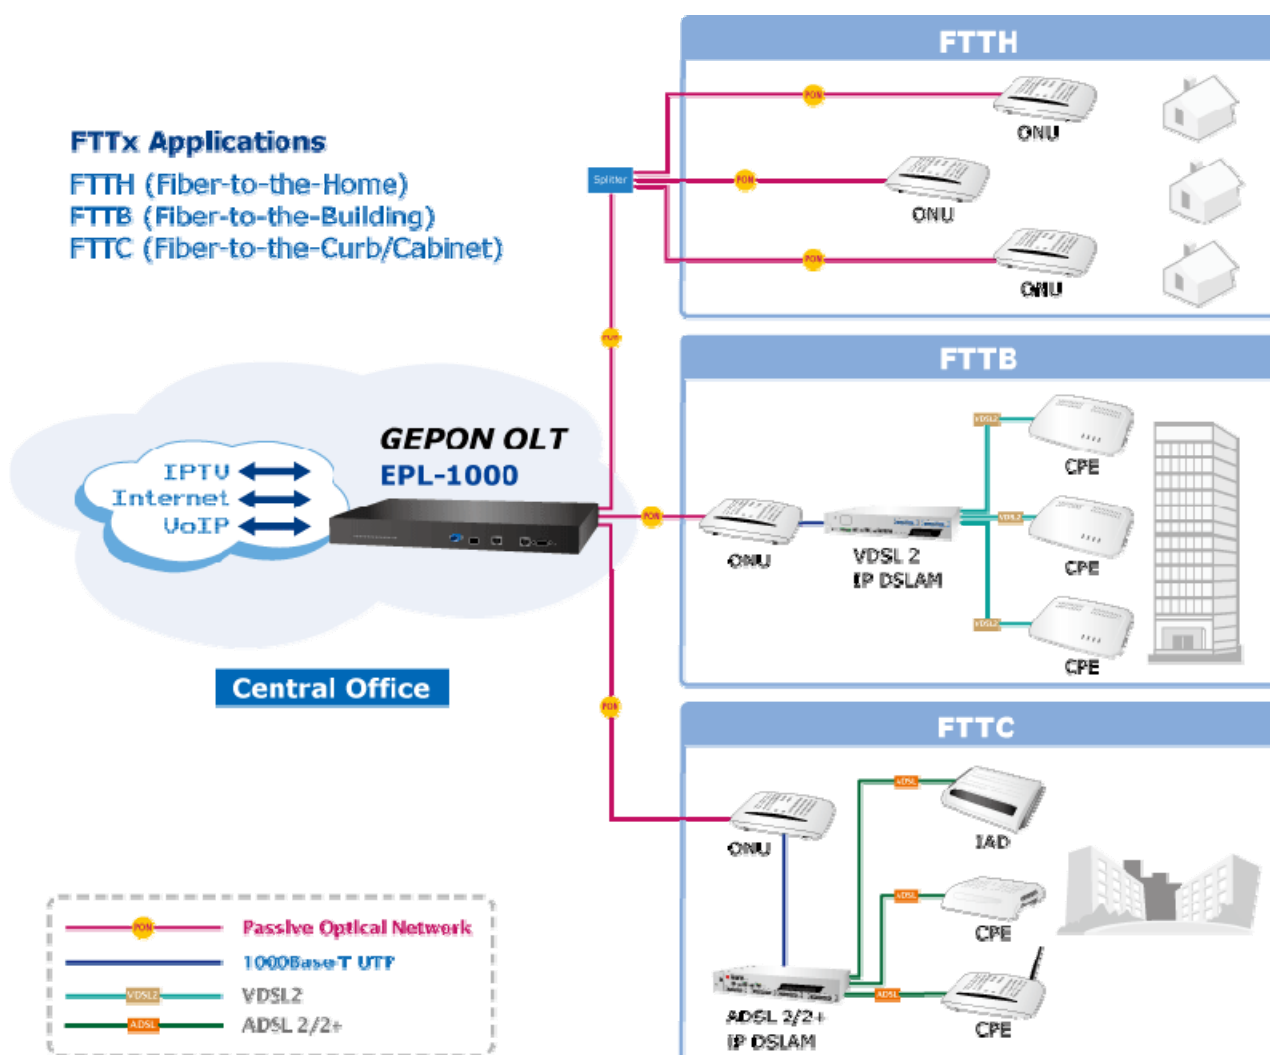 FTTx Applications
FTTH (Fiber-to-the-Home)
FTTB (Fiber-to-the-Building)
FTTC (Fiber-to-the-Curb/Cabinet)
IPTV
Internet
VoIP
GEPON OLT
EPL-1000
Central Office
PON
Splitter
PON
PON
FTTH
PON
ONU
PON
ONU
PON
ONU
FTTB
ONU
VDSL 2
IP DSLAM
VDSL2
CPE
VDSL2
CPE
VDSL2
CPE
FTTC
ONU
ADSL 2/2+
IP DSLAM
xDSL
IAD
xDSL
CPE
ADSL
CPE
PON Passive Optical Network
1000Base-T UTP
VDSL2 VDSL2
ADSL ADSL 2/2+